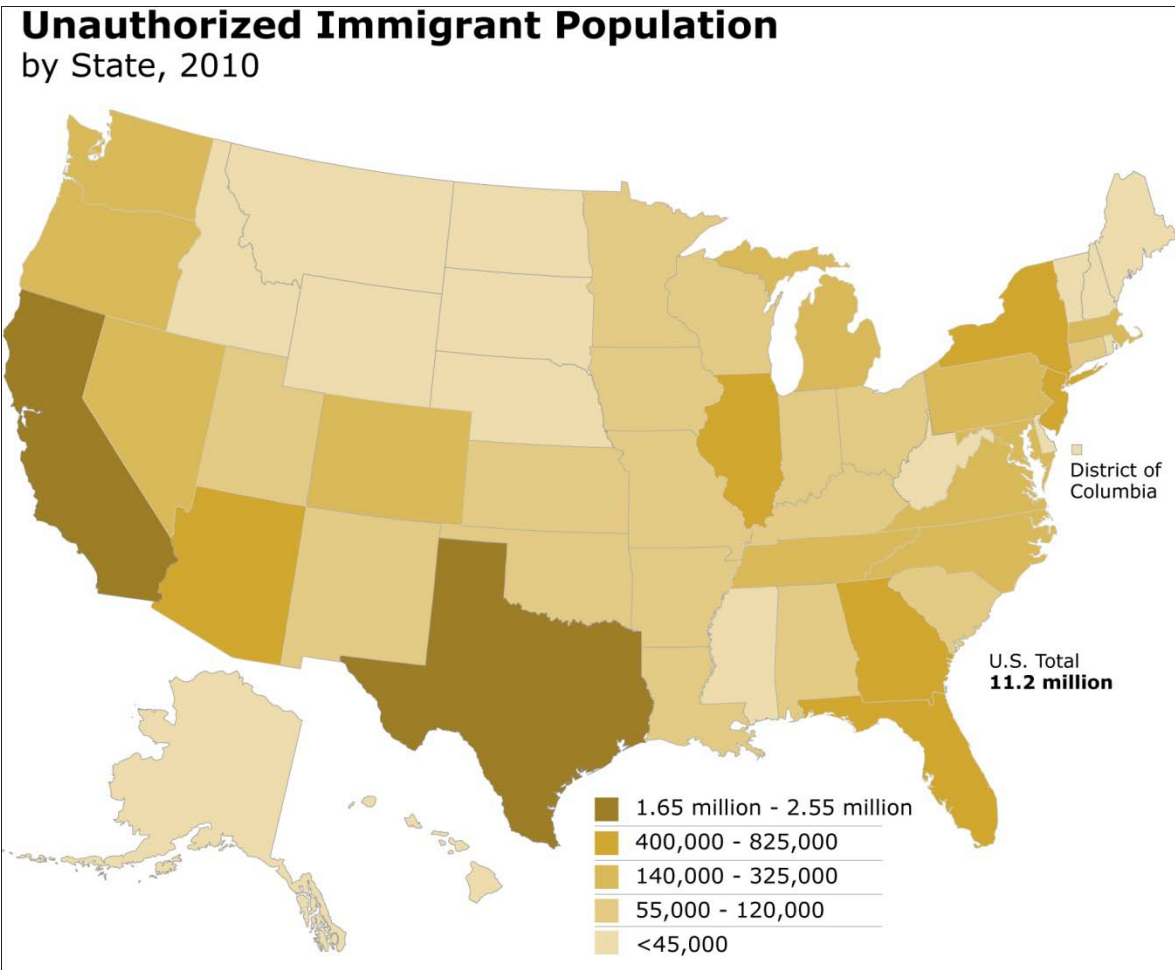 Unauthorized Immigrant Population
by State, 2010
District of
Columbia
U.S. Total
11.2 million
1.65 million - 2.55 million
400,000 - 825,000
140,000 - 325,000
55,000 - 120,000
<45,000